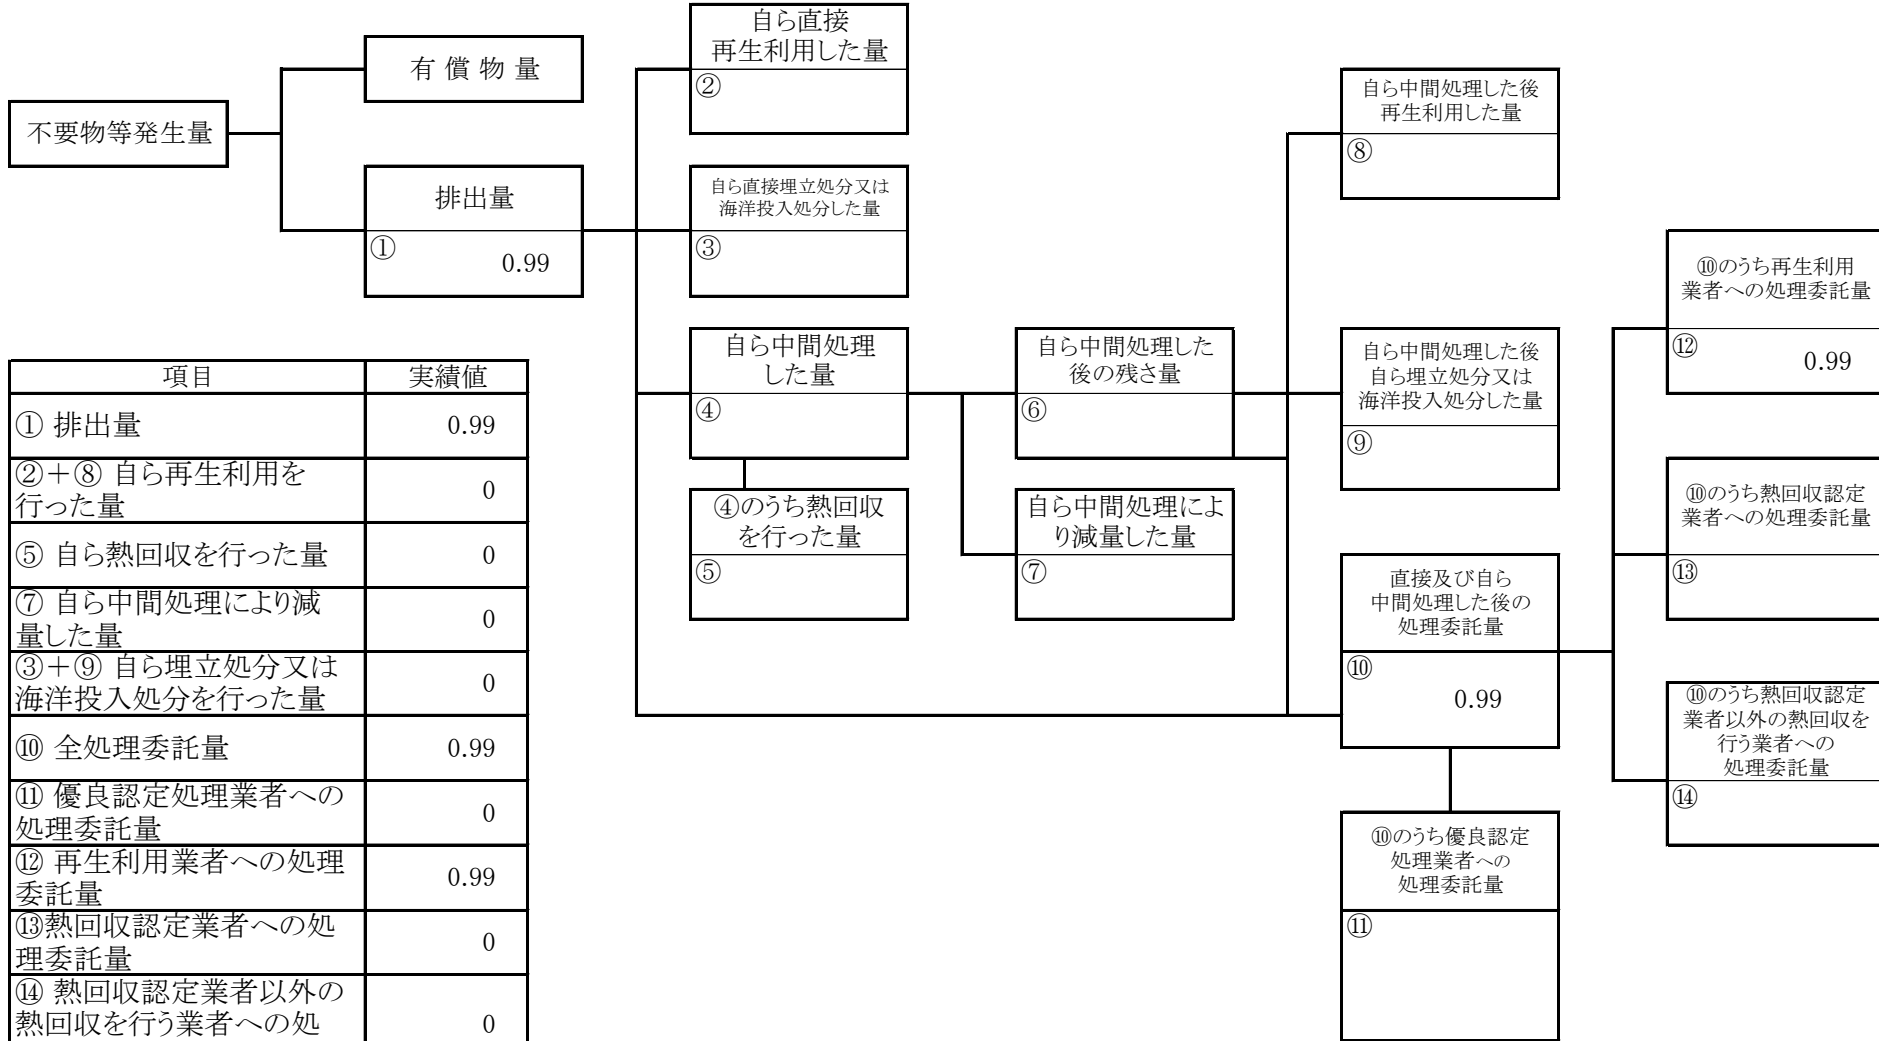 自ら直接
再生利用した量
②
有 償 物 量
自ら中間処理した後
再生利用した量
⑧
不要物等発生量
排出量
① 0.99
自ら直接埋立処分又は
海洋投入処分した量
③
⑩のうち再生利用
業者への処理委託量
⑫ 0.99
自ら中間処理
した量
④
自ら中間処理した
後の残さ量
⑥
自ら中間処理した後
自ら埋立処分又は
海洋投入処分した量
⑨
④のうち熱回収
を行った量
⑤
自ら中間処理によ
り減量した量
⑦
⑩のうち熱回収認定
業者への処理委託量
⑬
直接及び自ら
中間処理した後の
処理委託量
⑩
0.99
⑩のうち熱回収認定
業者以外の熱回収を
行う業者への
処理委託量
⑭
⑩のうち優良認定
処理業者への
処理委託量
⑪
項目 実績値
① 排出量 0.99
②+⑧ 自ら再生利用を
行った量 0
⑤ 自ら熱回収を行った量 0
⑦ 自ら中間処理により減
量した量 0
③+⑨ 自ら埋立処分又は
海洋投入処分を行った量 0
⑩ 全処理委託量 0.99
⑪ 優良認定処理業者への
処理委託量 0
⑫ 再生利用業者への処理
委託量 0.99
⑬熱回収認定業者への処
理委託量 0
⑭ 熱回収認定業者以外の
熱回収を行う業者への処 0